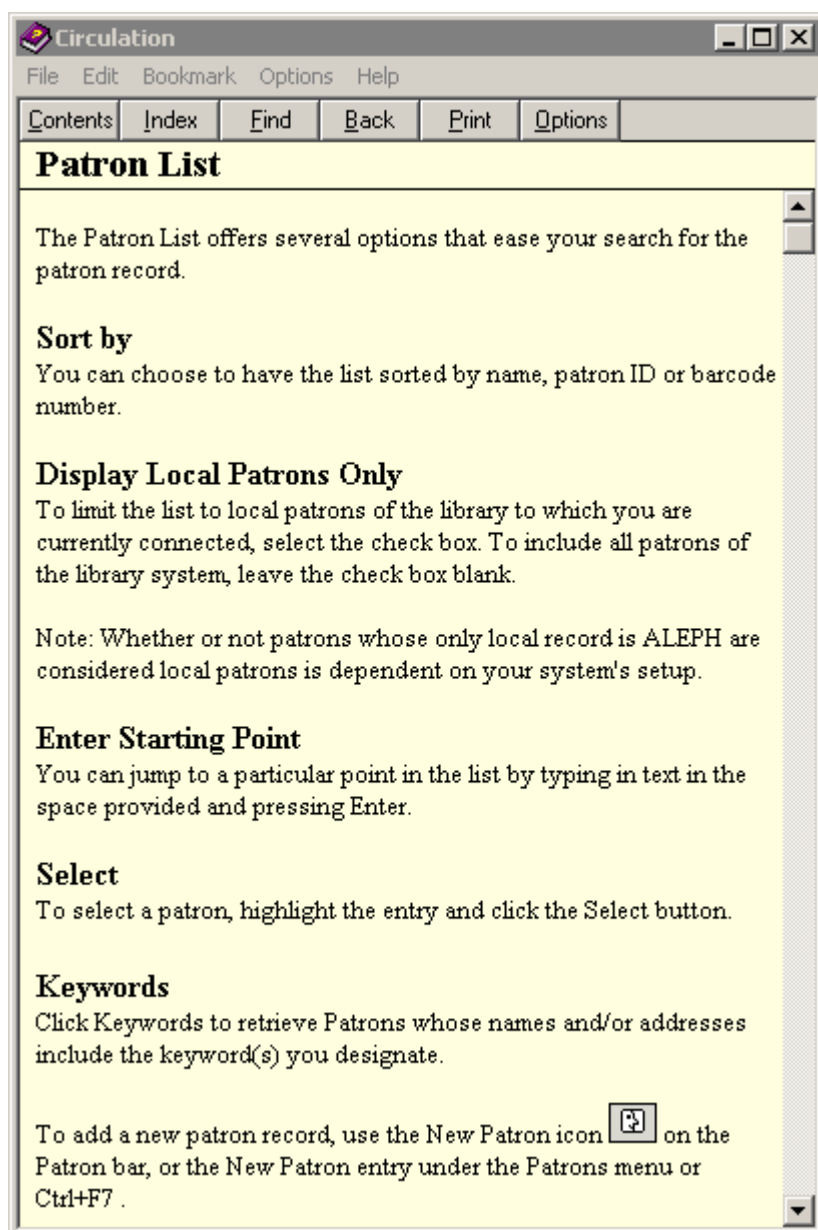 Circulation
File Edit Bookmark Options Help
Contents Index Find Back Print Options
Patron List
The Patron List offers several options that ease your search for the
patron record.
Sort by
You can choose to have the list sorted by name, patron ID or barcode
number.
Display Local Patrons Only
To limit the list to local patrons of the library to which you are
currently connected, select the check box. To include all patrons of
the library system, leave the check box blank.
Note: Whether or not patrons whose only local record is ALEPH are
considered local patrons is dependent on your system's setup.
Enter Starting Point
You can jump to a particular point in the list by typing in text in the
space provided and pressing Enter.
Select
To select a patron, highlight the entry and click the Select button.
Keywords
Click Keywords to retrieve Patrons whose names and/or addresses
include the keyword(s) you designate.
To add a new patron record, use the New Patron icon on the
Patron bar, or the New Patron entry under the Patrons menu or
Ctrl+F7 .